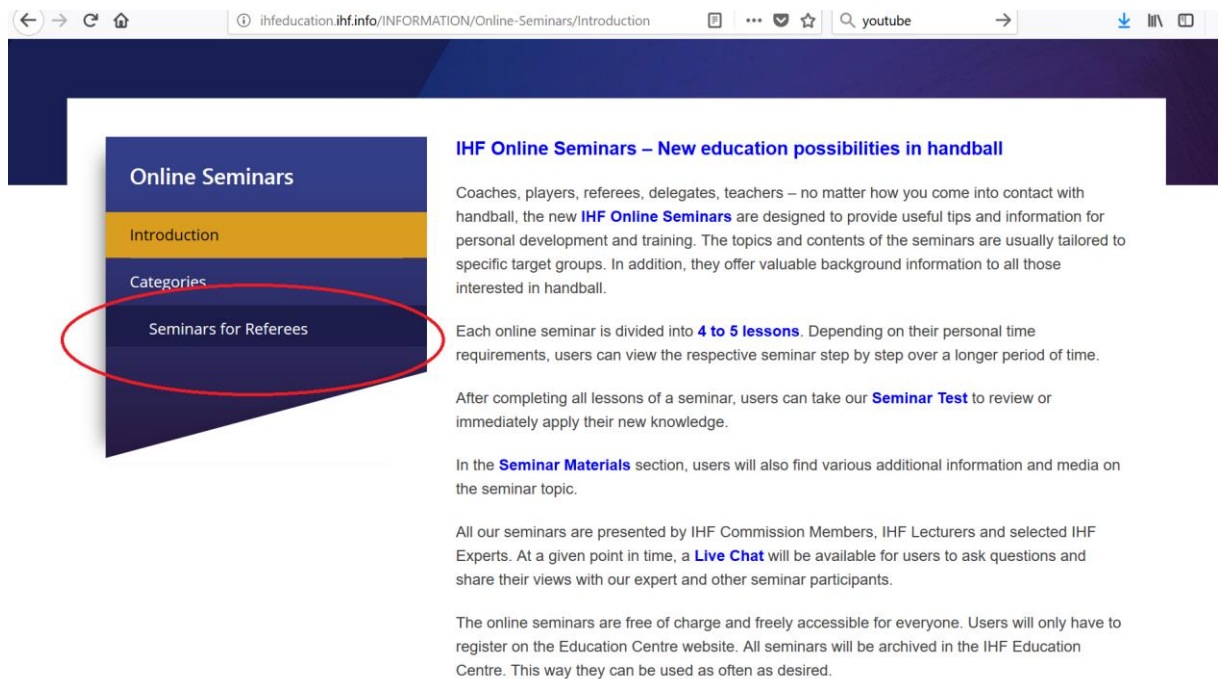 ihfeducation.ihf.info/INFORMATION/Online-Seminars/Introduction
youtube
Online Seminars
Introduction
Categories
Seminars for Referees
IHF Online Seminars – New education possibilities in handball
Coaches, players, referees, delegates, teachers – no matter how you come into contact with
handball, the new IHF Online Seminars are designed to provide useful tips and information for
personal development and training. The topics and contents of the seminars are usually tailored to
specific target groups. In addition, they offer valuable background information to all those
interested in handball.
Each online seminar is divided into 4 to 5 lessons. Depending on their personal time
requirements, users can view the respective seminar step by step over a longer period of time.
After completing all lessons of a seminar, users can take our Seminar Test to review or
immediately apply their new knowledge.
In the Seminar Materials section, users will also find various additional information and media on
the seminar topic.
All our seminars are presented by IHF Commission Members, IHF Lecturers and selected IHF
Experts. At a given point in time, a Live Chat will be available for users to ask questions and
share their views with our expert and other seminar participants.
The online seminars are free of charge and freely accessible for everyone. Users will only have to
register on the Education Centre website. All seminars will be archived in the IHF Education
Centre. This way they can be used as often as desired.